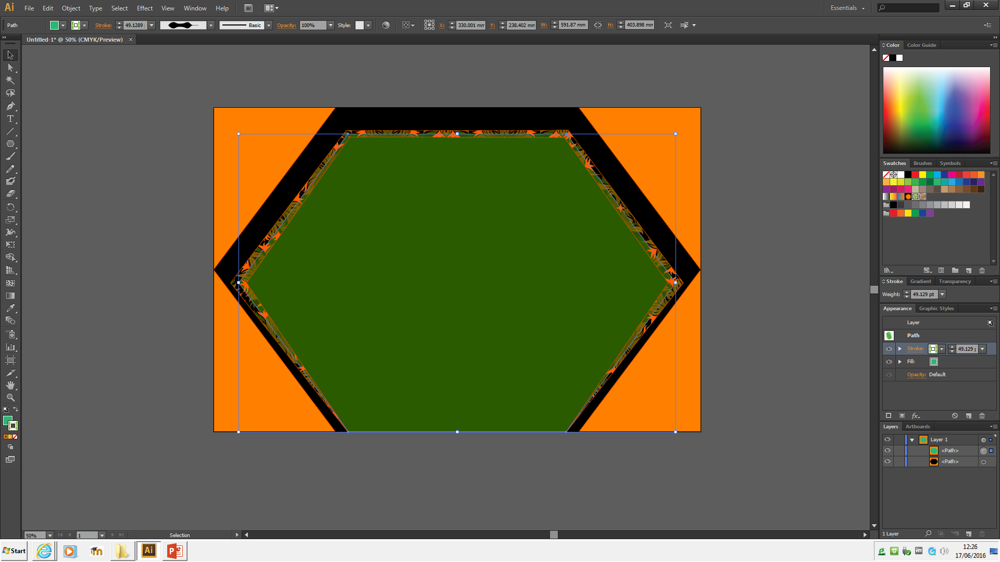 Ai File Edit Object Type Select Effect View Window Help Br Essentials
Path Stroke: 49.1289 Basic Opacity: 100% Style: X: 330.001 mm Y: 238.402 mm W: 591.87 mm H: 403.898 mm
Untitled-1* @ 50% (CMYK/Preview) ×
Color Color Guide
Swatches Brushes Symbols
Stroke Gradient Transparency
Weight: 49.129 pt
Appearance Graphic Styles
Layer
Path
Stroke: 49.129
Fill:
fx
Opacity: Default
Layers Artboards
Layer 1
<Path>
<Path>
1 Layer
50% 1 Selection
Start Ai P
12:26
17/06/2016